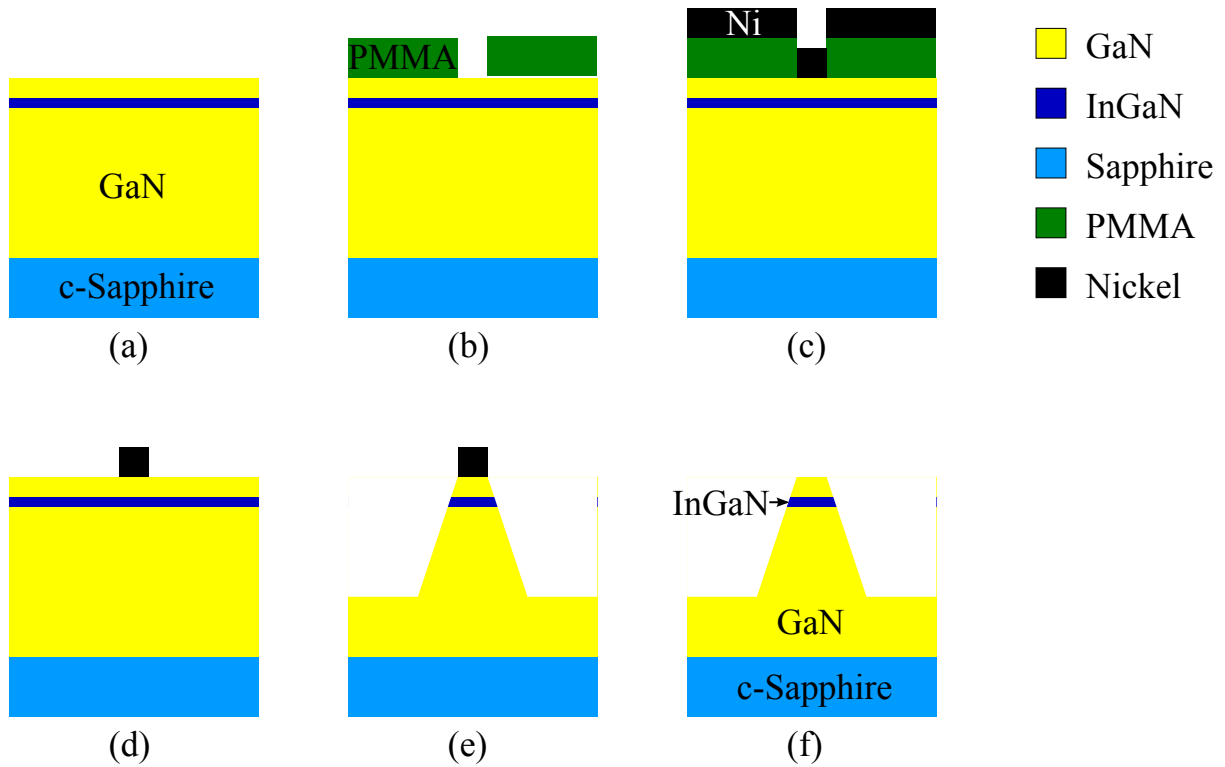 Ni
PMMA
GaN
c-Sapphire
(a)
(b)
(c)
GaN
InGaN
Sapphire
PMMA
Nickel
InGaN
GaN
c-Sapphire
(d)
(e)
(f)